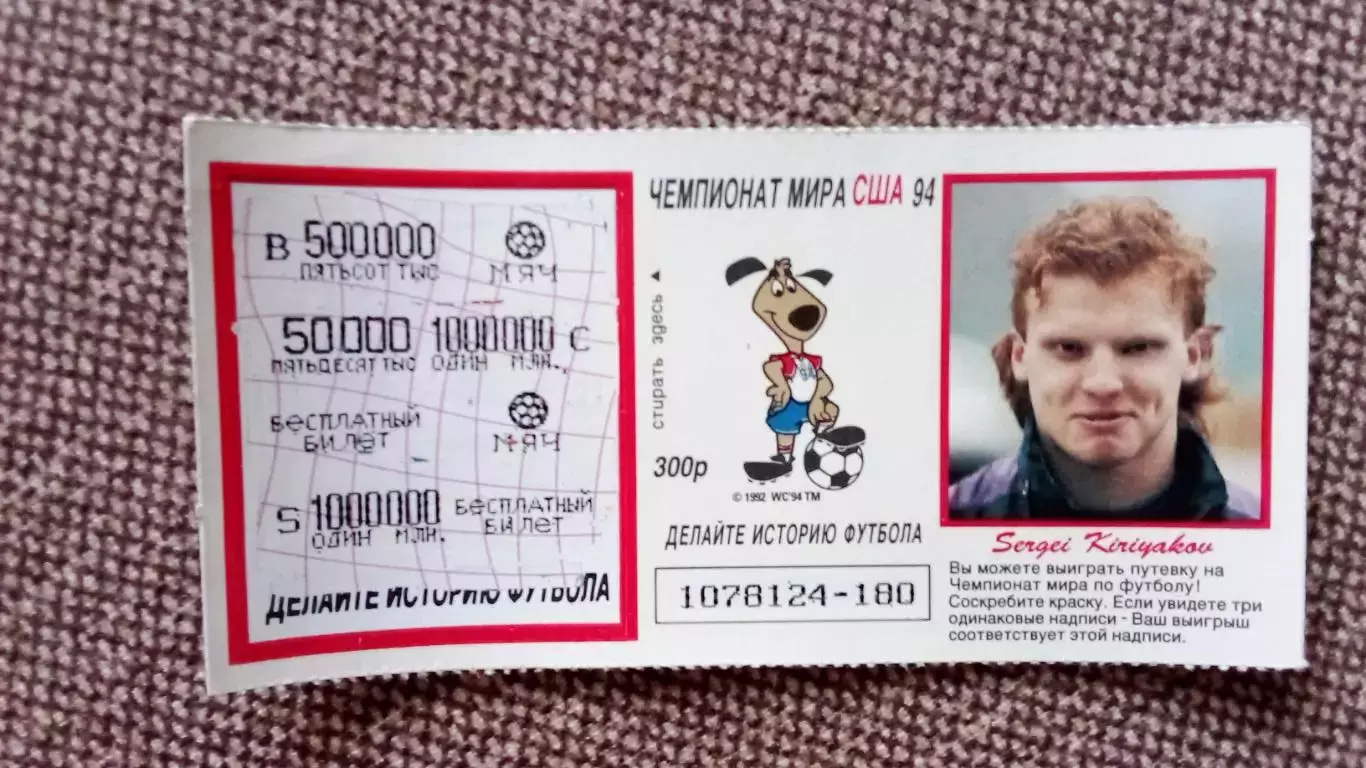 В 500000 МЯЧ
ПЯТЬСОТ ТЫС
50.000 1000000 С
ПЯТЬДЕСЯТ ТЫС ОДИН МЛН.
БЕСПЛАТНЫЙ
БИЛЕТ МЯЧ
S 1000000 БЕСПЛАТНЫЙ
ОДИН МЛН. БИЛЕТ
ДЕЛАЙТЕ ИСТОРИЮ ФУТБОЛА
ЧЕМПИОНАТ МИРА США 94
стирать здесь ▲
300р
© 1992 WC'94 TM
ДЕЛАЙТЕ ИСТОРИЮ ФУТБОЛА
1078124-180
Sergei Kiriyakov
Вы можете выиграть путевку на
Чемпионат мира по футболу!
Соскребите краску. Если увидете три
одинаковые надписи - Ваш выигрыш
соответствует этой надписи.